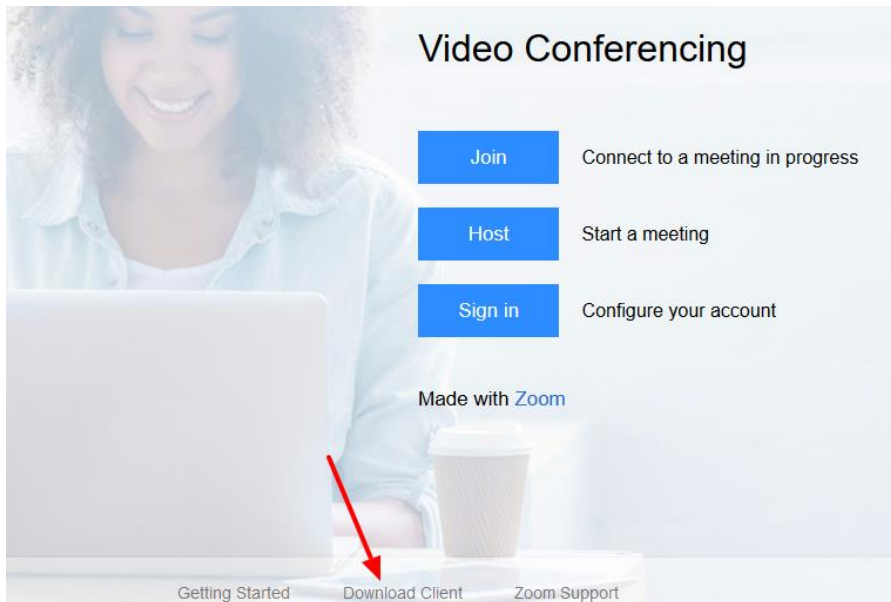 Video Conferencing
Join Connect to a meeting in progress
Host Start a meeting
Sign in Configure your account
Made with Zoom
Getting Started Download Client Zoom Support